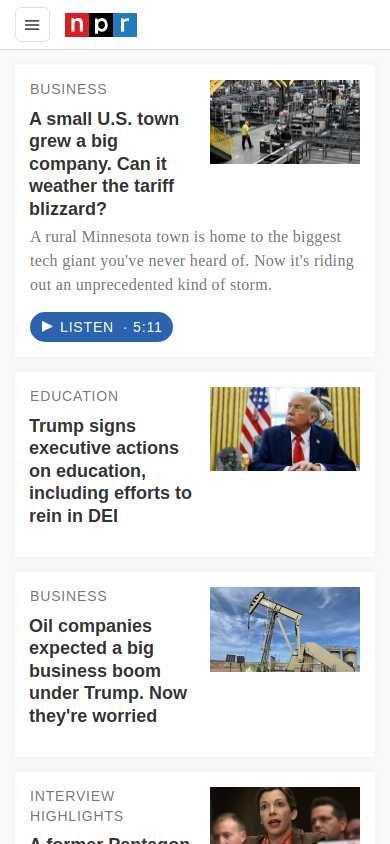 npr
BUSINESS
A small U.S. town
grew a big
company. Can it
weather the tariff
blizzard?
A rural Minnesota town is home to the biggest
tech giant you've never heard of. Now it's riding
out an unprecedented kind of storm.
LISTEN · 5:11
EDUCATION
Trump signs
executive actions
on education,
including efforts to
rein in DEI
BUSINESS
Oil companies
expected a big
business boom
under Trump. Now
they're worried
INTERVIEW
HIGHLIGHTS
A former Pentagon